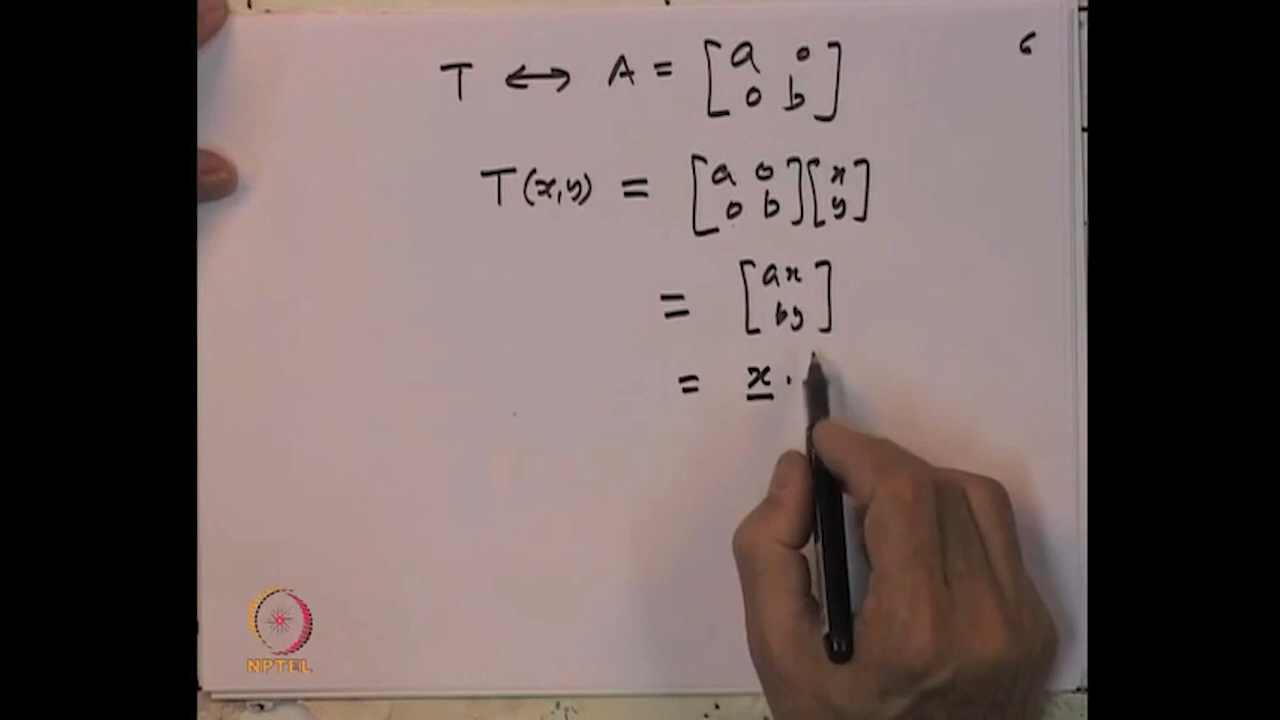 T ↔ A = [a 0; 0 b]
6
T(x,y) = [a 0; 0 b][x; y]
= [ax; by]
= x ·
NPTEL